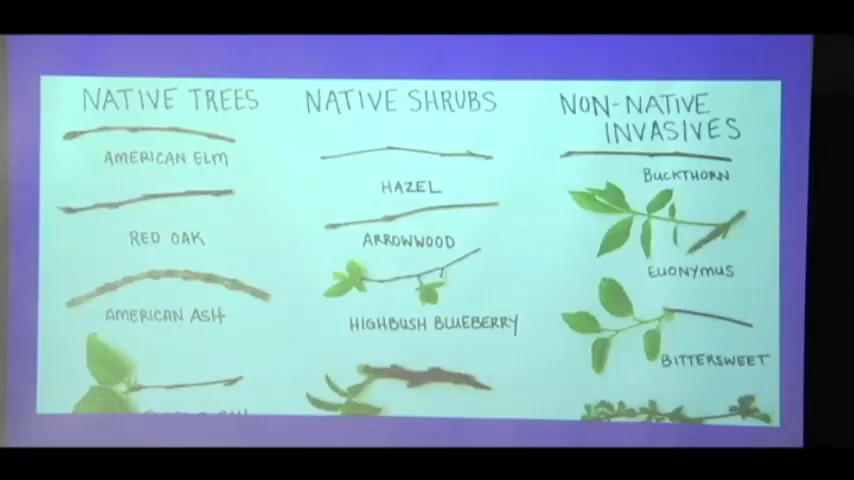 NATIVE TREES
AMERICAN ELM
RED OAK
AMERICAN ASH
NATIVE SHRUBS
HAZEL
ARROWWOOD
HIGHBUSH BLUEBERRY
NON-NATIVE
INVASIVES
BUCKTHORN
EUONYMUS
BITTERSWEET